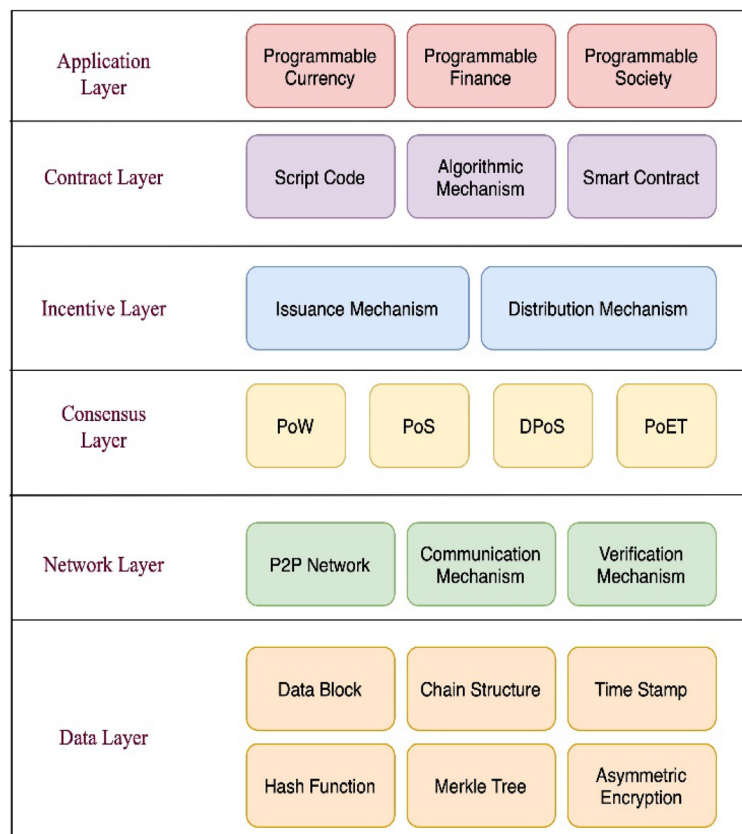 Application
Layer
Programmable
Currency
Programmable
Finance
Programmable
Society
Contract Layer
Script Code
Algorithmic
Mechanism
Smart Contract
Incentive Layer
Issuance Mechanism
Distribution Mechanism
Consensus
Layer
PoW
PoS
DPoS
PoET
Network Layer
P2P Network
Communication
Mechanism
Verification
Mechanism
Data Layer
Data Block
Chain Structure
Time Stamp
Hash Function
Merkle Tree
Asymmetric
Encryption